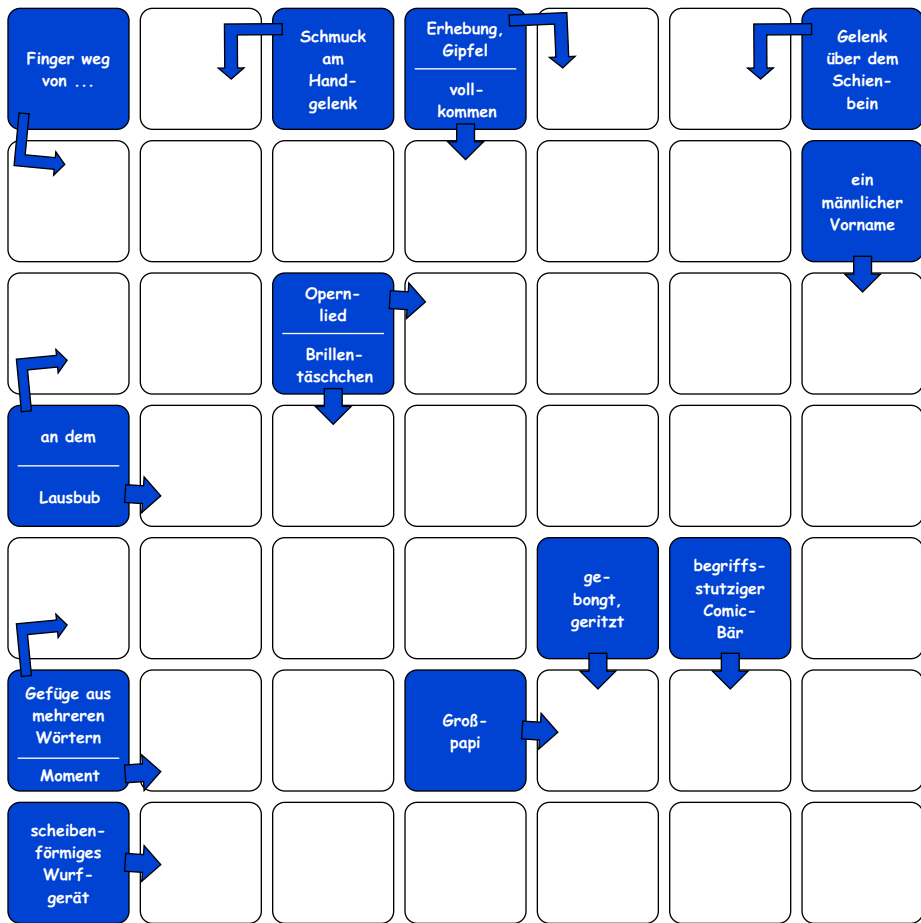 Finger weg
von ...
Schmuck
am
Hand-
gelenk
Erhebung,
Gipfel
voll-
kommen
Gelenk
über dem
Schien-
bein
ein
männlicher
Vorname
Opern-
lied
Brillen-
täschchen
an dem
Lausbub
ge-
bongt,
geritzt
begriffs-
stutziger
Comic-
Bär
Gefüge aus
mehreren
Wörtern
Moment
Groß-
papi
scheiben-
förmiges
Wurf-
gerät